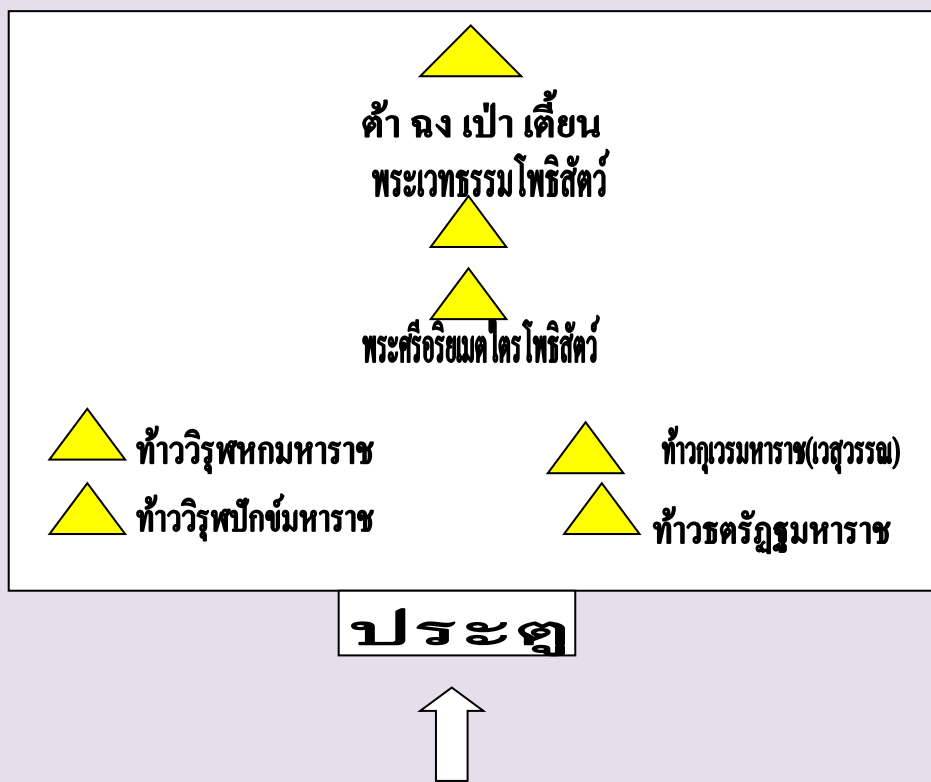 ต้า ฉง เป่า เตี้ยน
พระเวทธรรมโพธิสัตว์
พระศรีอริยเมตไตรโพธิสัตว์
ท้าววิรุฬหกมหาราช
ท้าวกุเวรมหาราช(เวสุวรรณ)
ท้าววิรุฬปักข์มหาราช
ท้าวธตรัฏฐมหาราช
ประตู